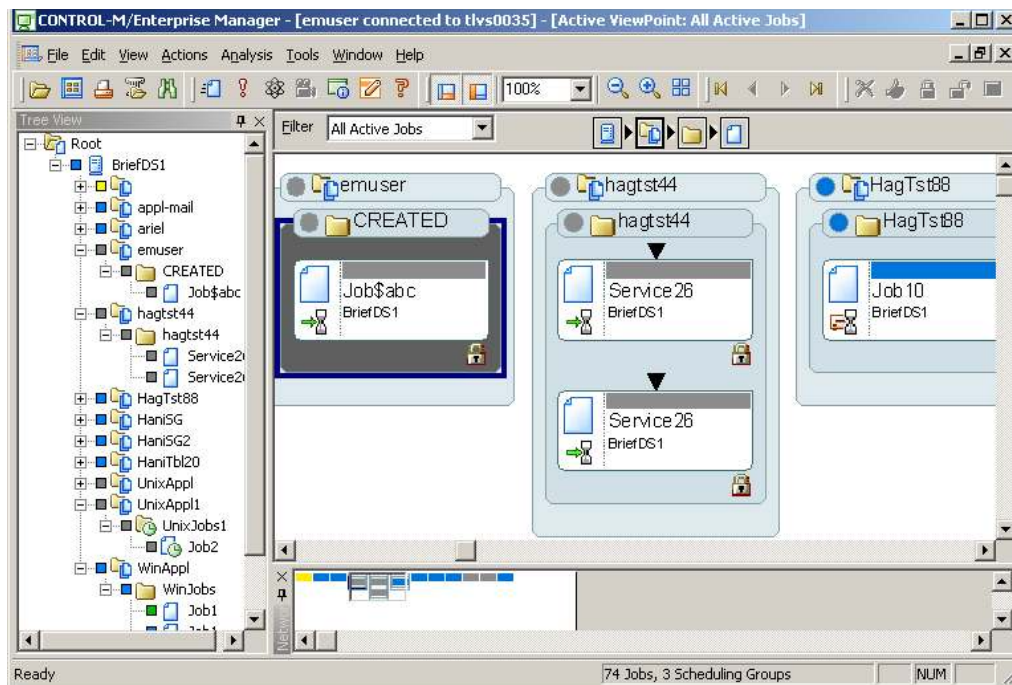 CONTROL-M/Enterprise Manager - [emuser connected to tlvs0035] - [Active ViewPoint: All Active Jobs]
File Edit View Actions Analysis Tools Window Help
100%
Tree View
Root
BriefDS1
appl-mail
ariel
emuser
CREATED
Job$abc
hagtst44
hagtst44
Service2
Service2
HagTst88
HaniSG
HaniSG2
HaniTbl20
UnixAppl
UnixAppl1
UnixJobs1
Job2
WinAppl
WinJobs
Job1
Filter All Active Jobs
emuser
CREATED
Job$abc
BriefDS1
hagtst44
hagtst44
Service26
BriefDS1
Service26
BriefDS1
HagTst88
HagTst88
Job10
BriefDS1
Ready
74 Jobs, 3 Scheduling Groups
NUM